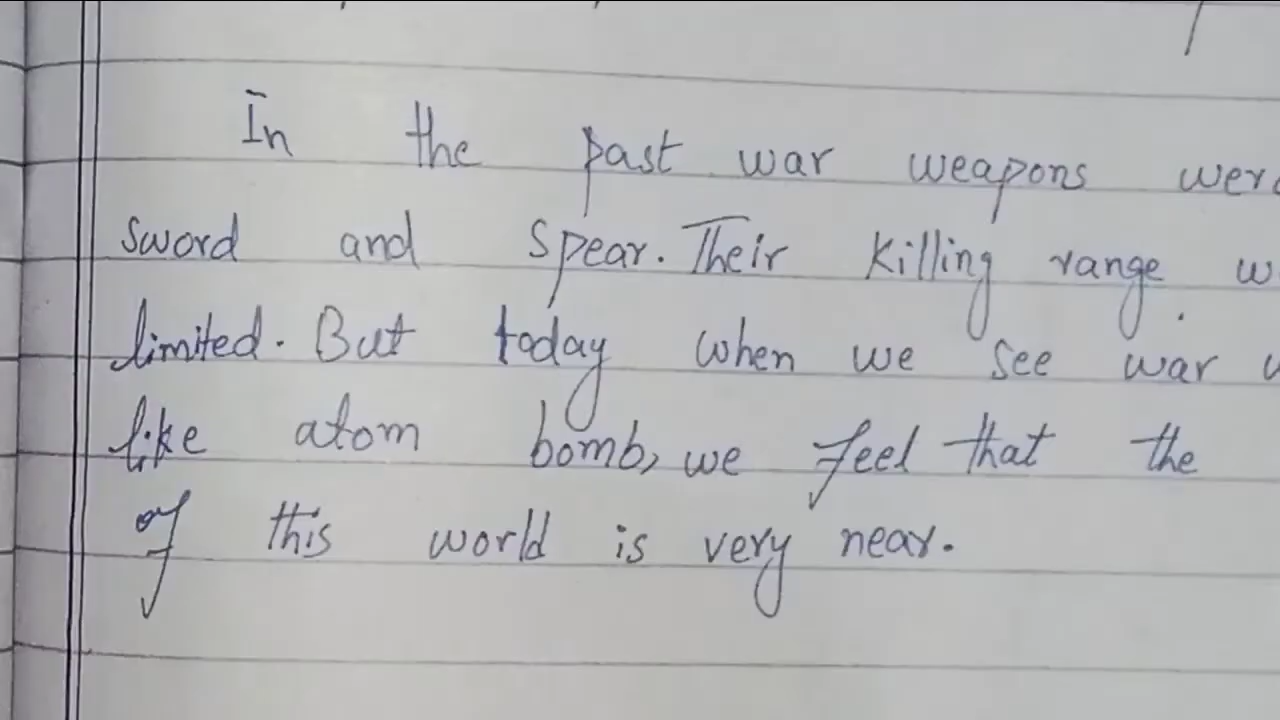 In the past war weapons wer
sword and spear. Their killing range w
limited. But today when we see war
like atom bomb, we feel that the
of this world is very near.